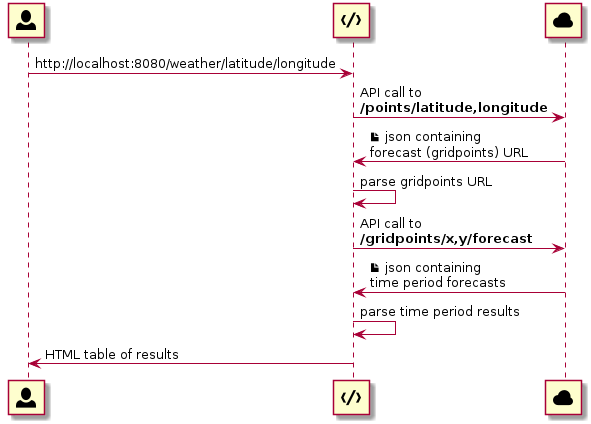 http://localhost:8080/weather/latitude/longitude
API call to
/points/latitude,longitude
json containing
forecast (gridpoints) URL
parse gridpoints URL
API call to
/gridpoints/x,y/forecast
json containing
time period forecasts
parse time period results
HTML table of results